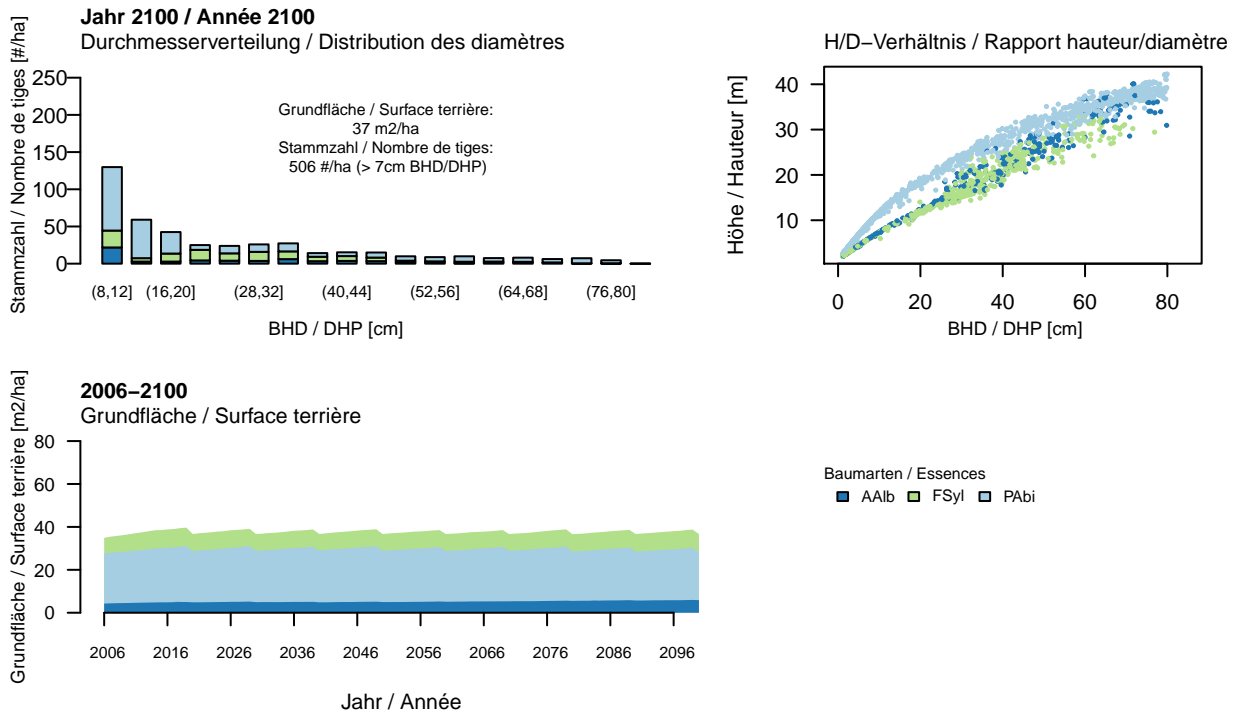 Jahr 2100 / Année 2100
Durchmesserverteilung / Distribution des diamètres
Stammzahl / Nombre de tiges [#/ha]
250
200
150
100
50
0
Grundfläche / Surface terrière:
37 m2/ha
Stammzahl / Nombre de tiges:
506 #/ha (> 7cm BHD/DHP)
(8,12] (16,20] (28,32] (40,44] (52,56] (64,68] (76,80]
BHD / DHP [cm]
H/D−Verhältnis / Rapport hauteur/diamètre
Höhe / Hauteur [m]
40
30
20
10
0 20 40 60 80
BHD / DHP [cm]
2006−2100
Grundfläche / Surface terrière
Grundfläche / Surface terrière [m2/ha]
80
60
40
20
0
2006 2016 2026 2036 2046 2056 2066 2076 2086 2096
Jahr / Année
Baumarten / Essences
AAlb FSyl PAbi